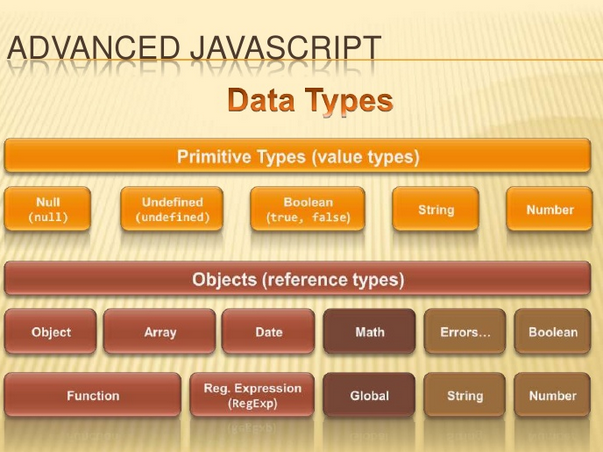 ADVANCED JAVASCRIPT
Data Types
Primitive Types (value types)
Null
(null)
Undefined
(undefined)
Boolean
(true, false)
String
Number
Objects (reference types)
Object
Array
Date
Math
Errors...
Boolean
Function
Reg. Expression
(RegExp)
Global
String
Number